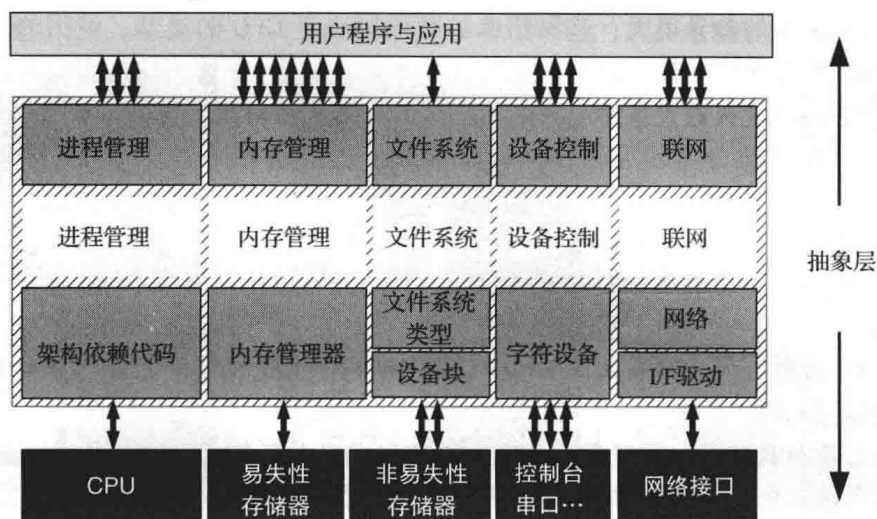 用户程序与应用
进程管理 内存管理 文件系统 设备控制 联网
进程管理 内存管理 文件系统 设备控制 联网
抽象层
架构依赖代码 内存管理器 文件系统
类型
设备块 字符设备 网络
I/F驱动
CPU 易失性
存储器 非易失性
存储器 控制台
串口… 网络接口